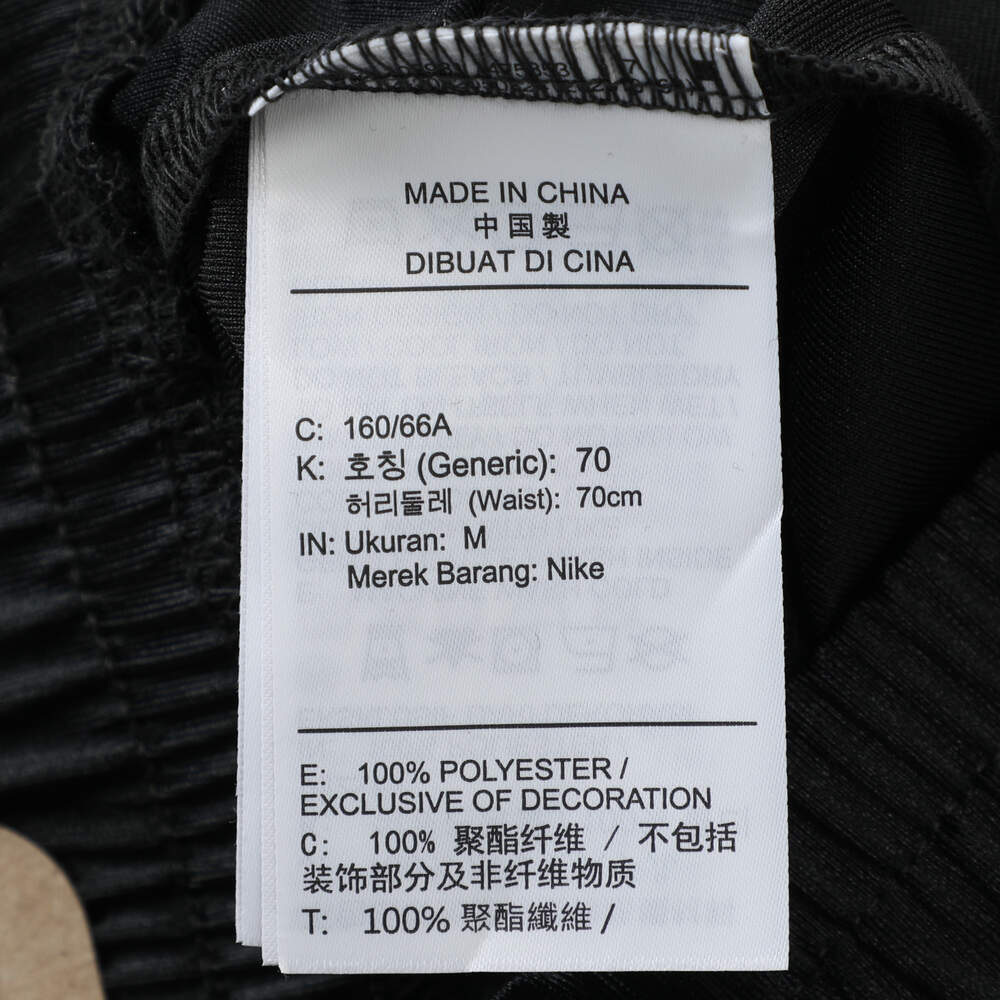 MADE IN CHINA
中国製
DIBUAT DI CINA
C: 160/66A
K: 호칭 (Generic): 70
허리둘레 (Waist): 70cm
IN: Ukuran: M
Merek Barang: Nike
E: 100% POLYESTER /
EXCLUSIVE OF DECORATION
C: 100% 聚酯纤维 / 不包括
装饰部分及非纤维物质
T: 100% 聚酯纖維 /